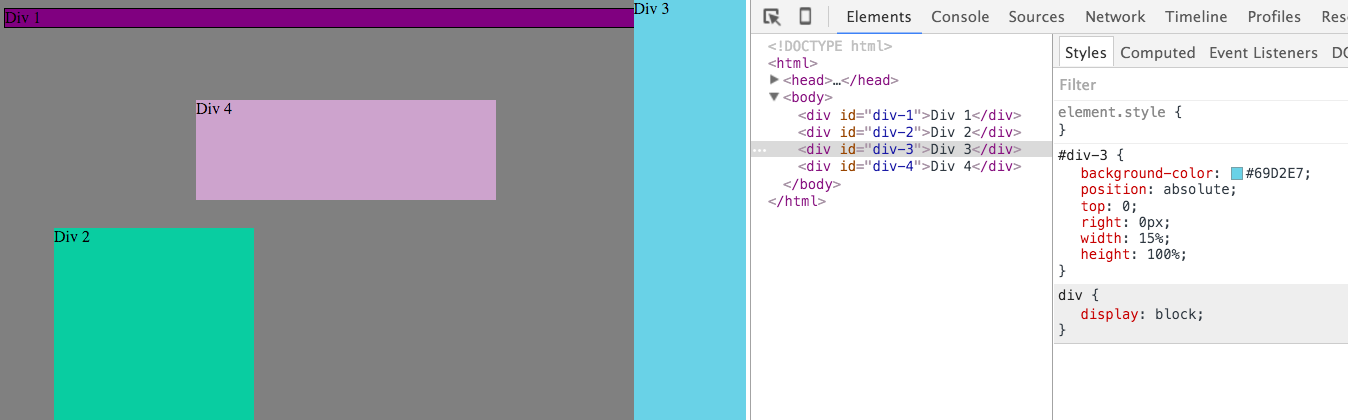 Div 1
Div 3
Div 4
Div 2
Elements Console Sources Network Timeline Profiles Res
<!DOCTYPE html>
<html>
<head>…</head>
<body>
<div id="div-1">Div 1</div>
<div id="div-2">Div 2</div>
... <div id="div-3">Div 3</div>
<div id="div-4">Div 4</div>
</body>
</html>
Styles Computed Event Listeners DO
Filter
element.style {
}
#div-3 {
background-color: #69D2E7;
position: absolute;
top: 0;
right: 0px;
width: 15%;
height: 100%;
}
div {
display: block;
}